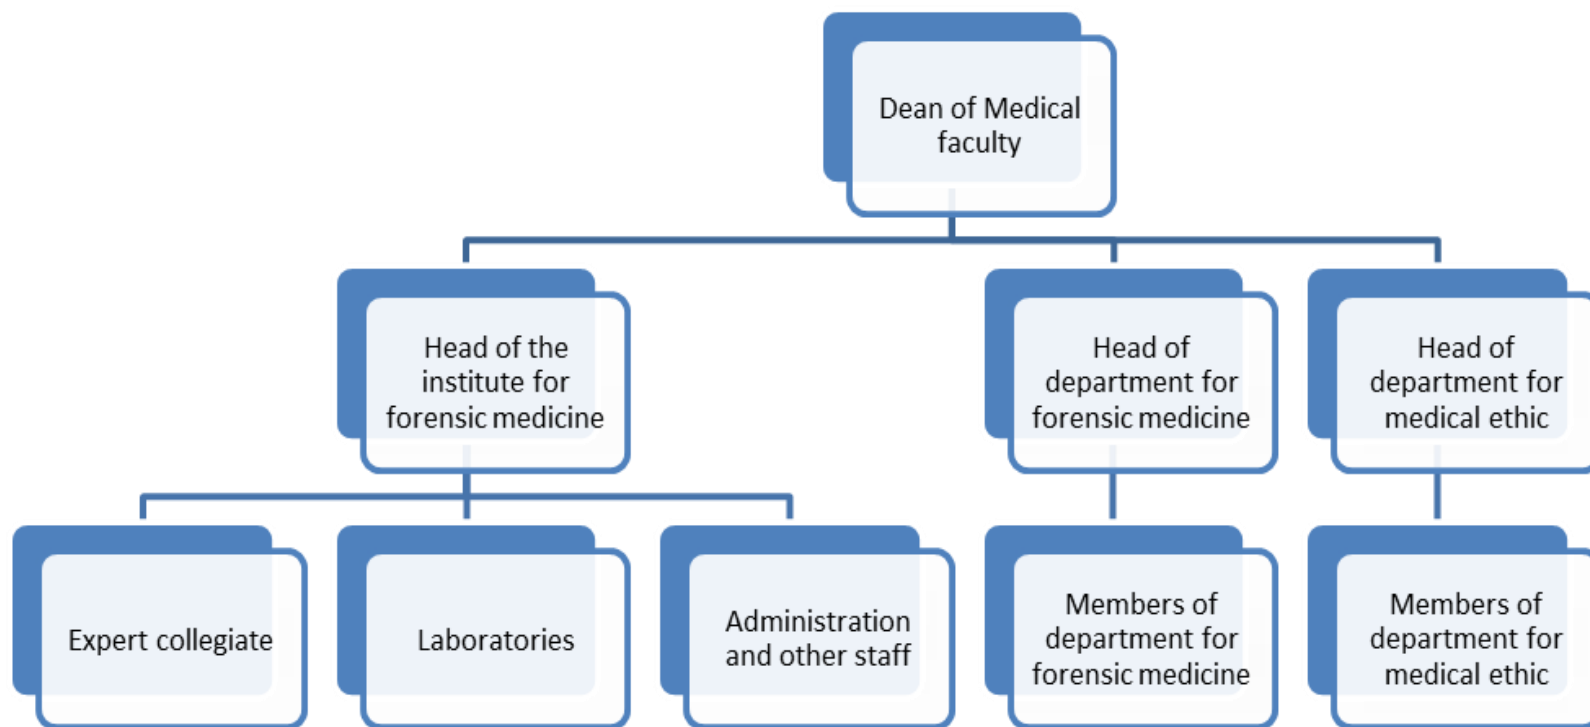 Dean of Medical
faculty
Head of the
institute for
forensic medicine
Head of
department for
forensic medicine
Head of
department for
medical ethic
Expert collegiate
Laboratories
Administration
and other staff
Members of
department for
forensic medicine
Members of
department for
medical ethic